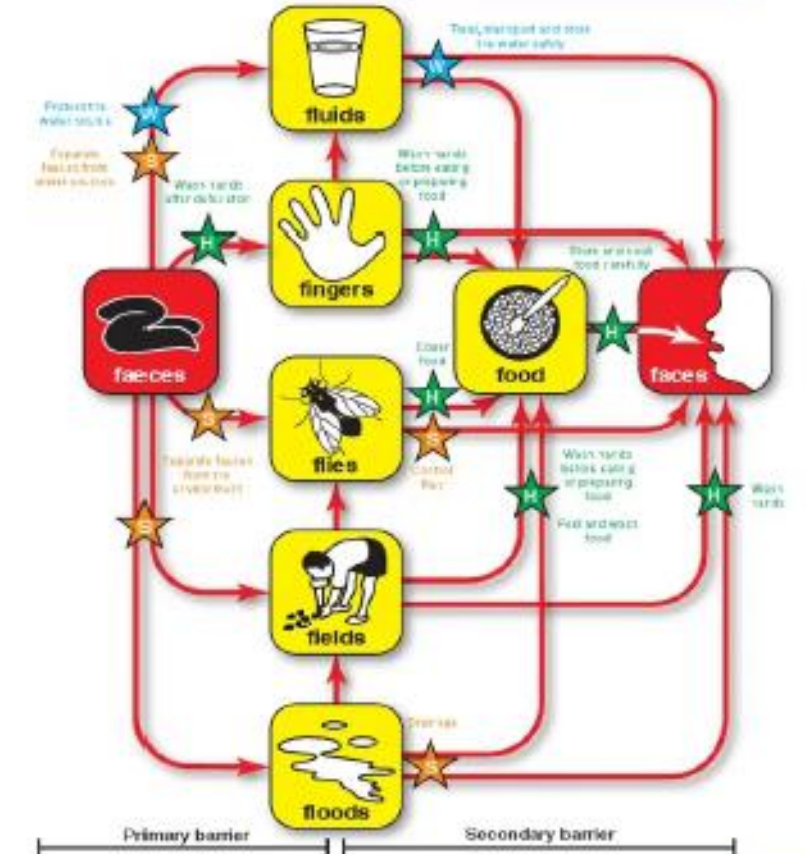 fluids
Treat, transport and store
the water safely
W
W
Protect the
water source
S
Separate
faeces from
water sources
Wash hands
after defecation
Wash hands
before eating
or preparing
food
H
H
fingers
Store and cook
food carefully
faeces
food
H
faces
Cover
food
H
S
S
flies
Control
flies
Separate faeces
from the
environment
Wash hands
before eating
or preparing
food
H
H
Wash
hands
S
Peel and wash
food
fields
Drainage
S
floods
Primary barrier
Secondary barrier